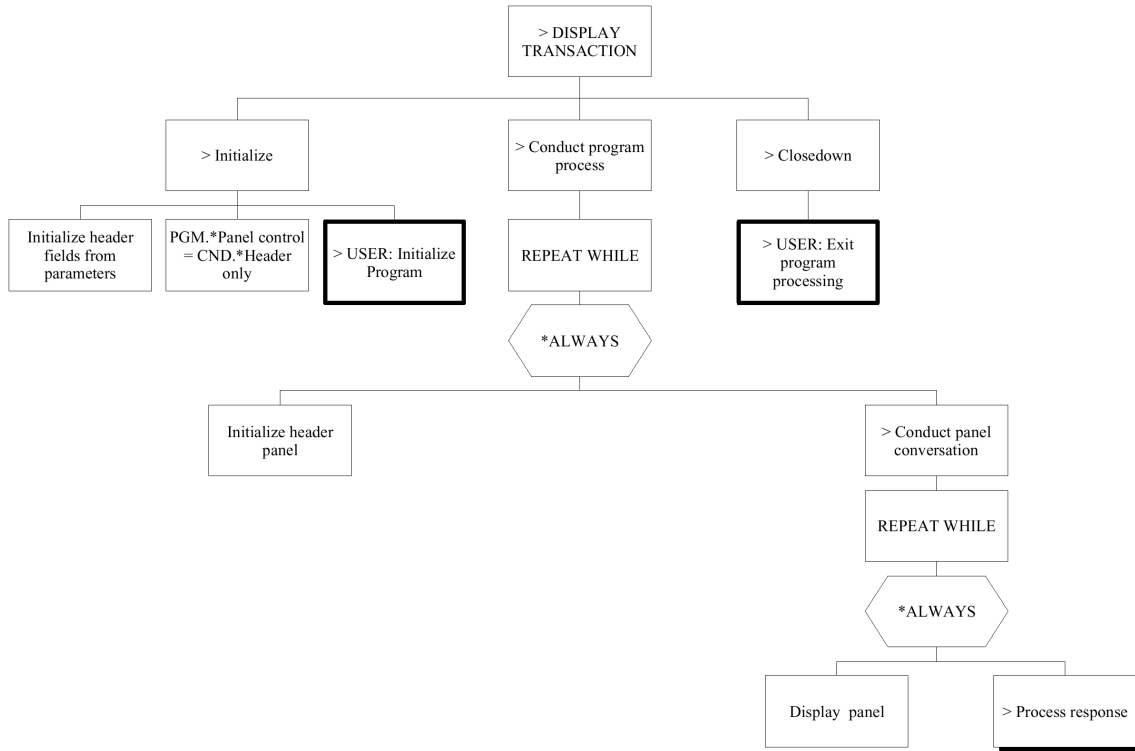 > DISPLAY
TRANSACTION
> Initialize
> Conduct program
process
> Closedown
Initialize header
fields from
parameters
PGM.*Panel control
= CND.*Header
only
> USER: Initialize
Program
REPEAT WHILE
> USER: Exit
program
processing
*ALWAYS
Initialize header
panel
> Conduct panel
conversation
REPEAT WHILE
*ALWAYS
Display panel
> Process response